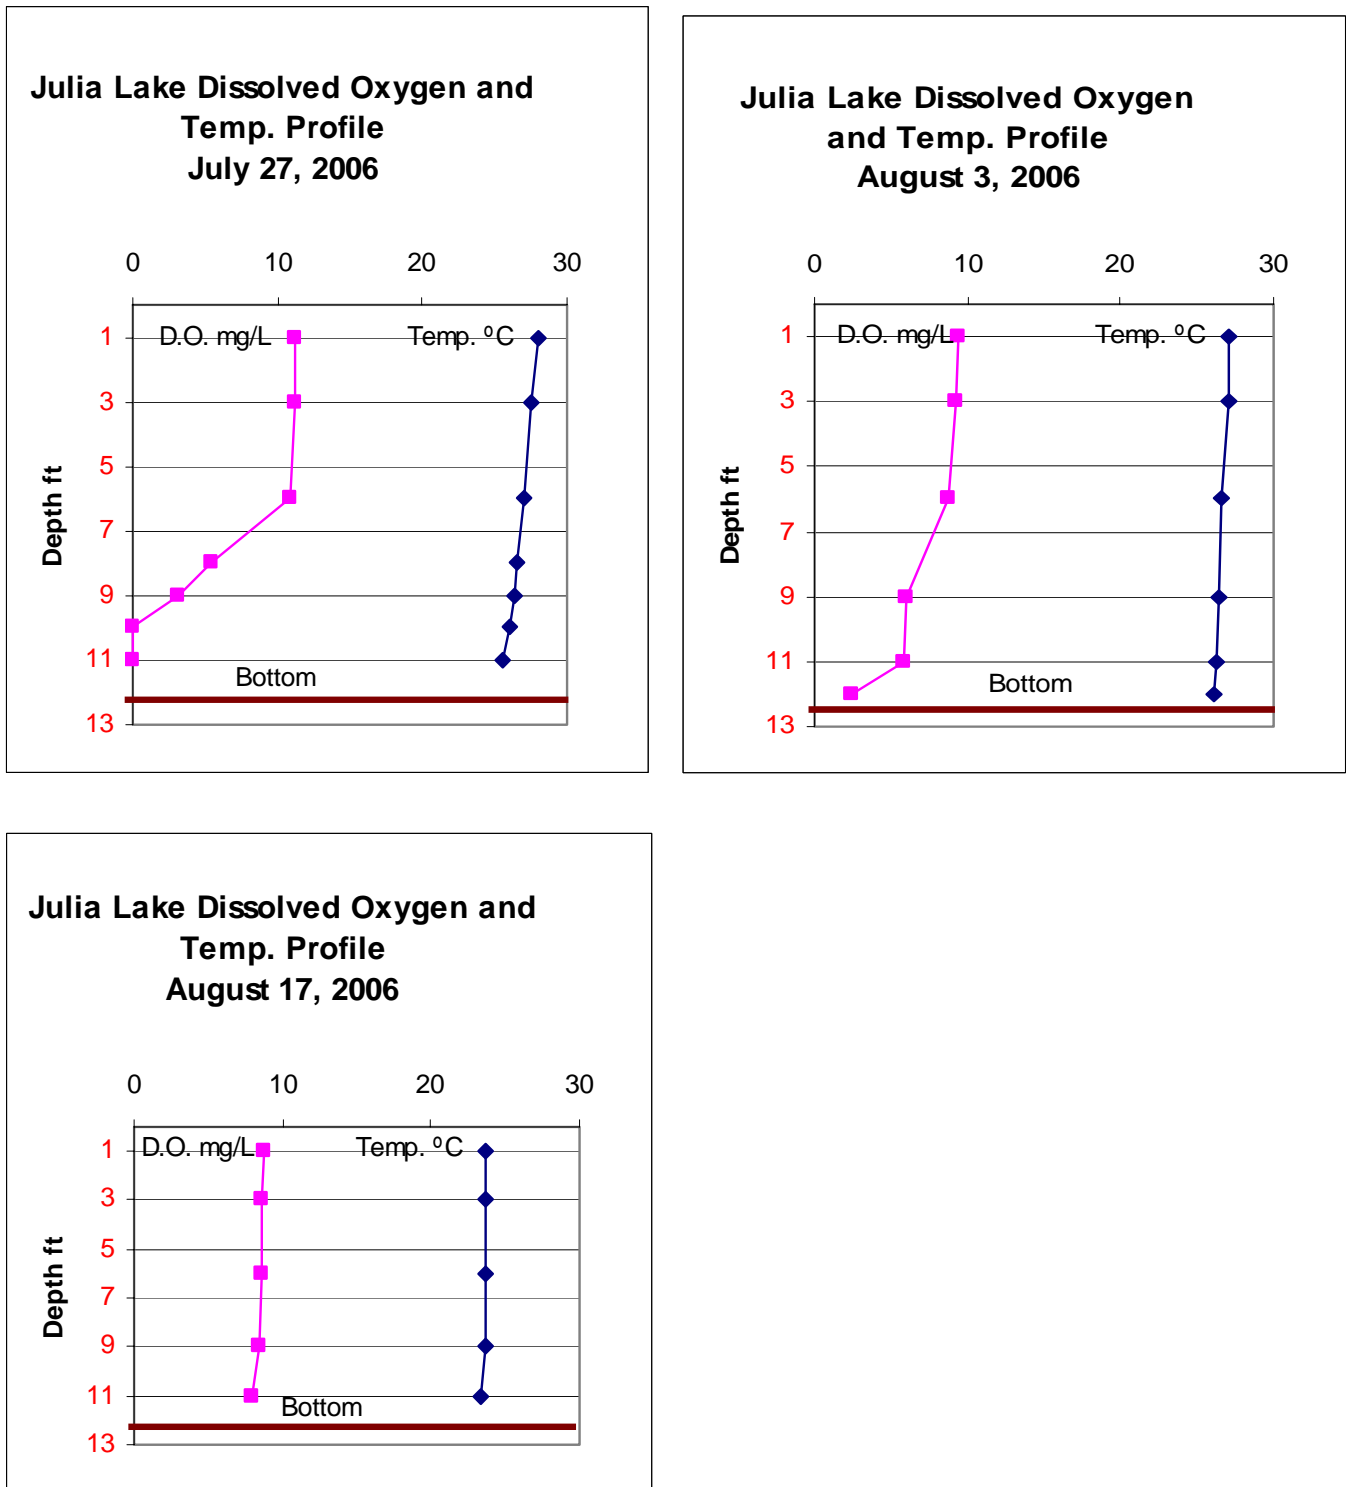 Julia Lake Dissolved Oxygen and
Temp. Profile
July 27, 2006
0 10 20 30
D.O. mg/L Temp. ºC
1
3
5
7
9
11
13
Depth ft
Bottom
Julia Lake Dissolved Oxygen
and Temp. Profile
August 3, 2006
0 10 20 30
D.O. mg/L Temp. ºC
1
3
5
7
9
11
13
Depth ft
Bottom
Julia Lake Dissolved Oxygen and
Temp. Profile
August 17, 2006
0 10 20 30
D.O. mg/L Temp. ºC
1
3
5
7
9
11
13
Depth ft
Bottom